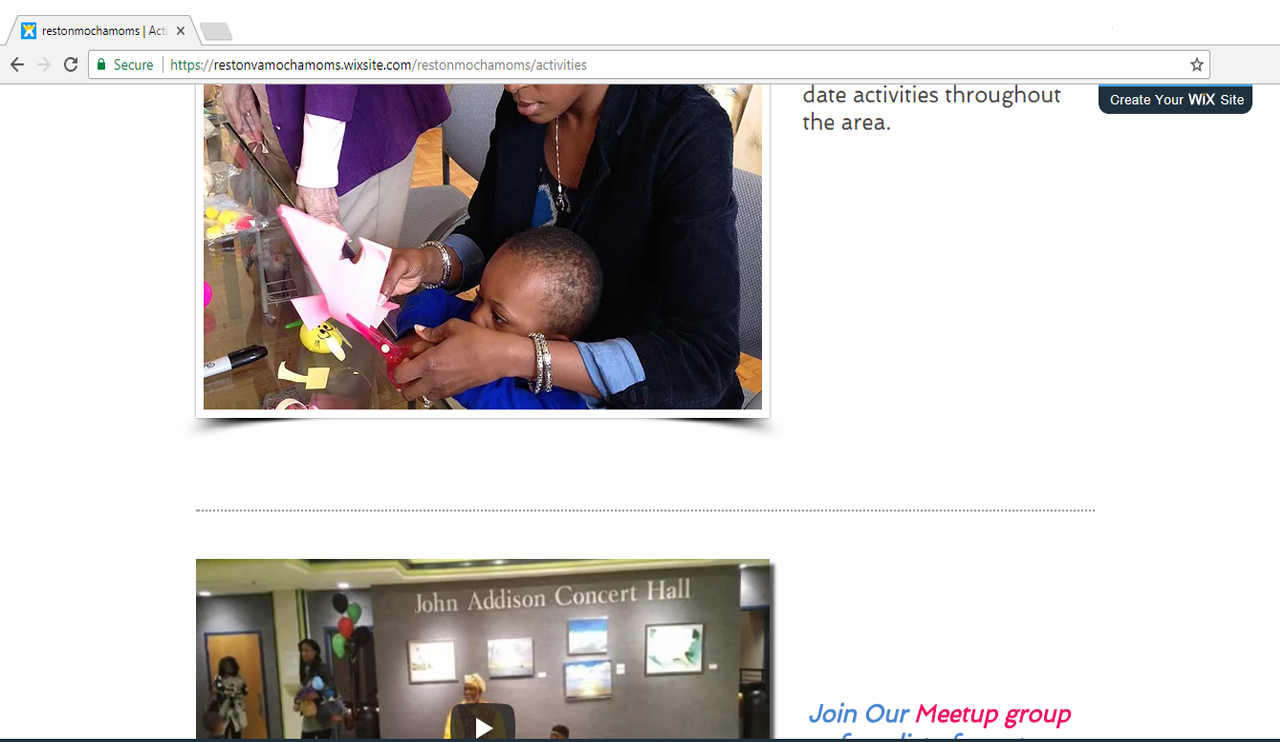 restonmochamoms | Acti
Secure
https://restonvamochamoms.wixsite.com/restonmochamoms/activities
date activities throughout
the area.
Create Your WiX Site
John Addison Concert Hall
Join Our Meetup group